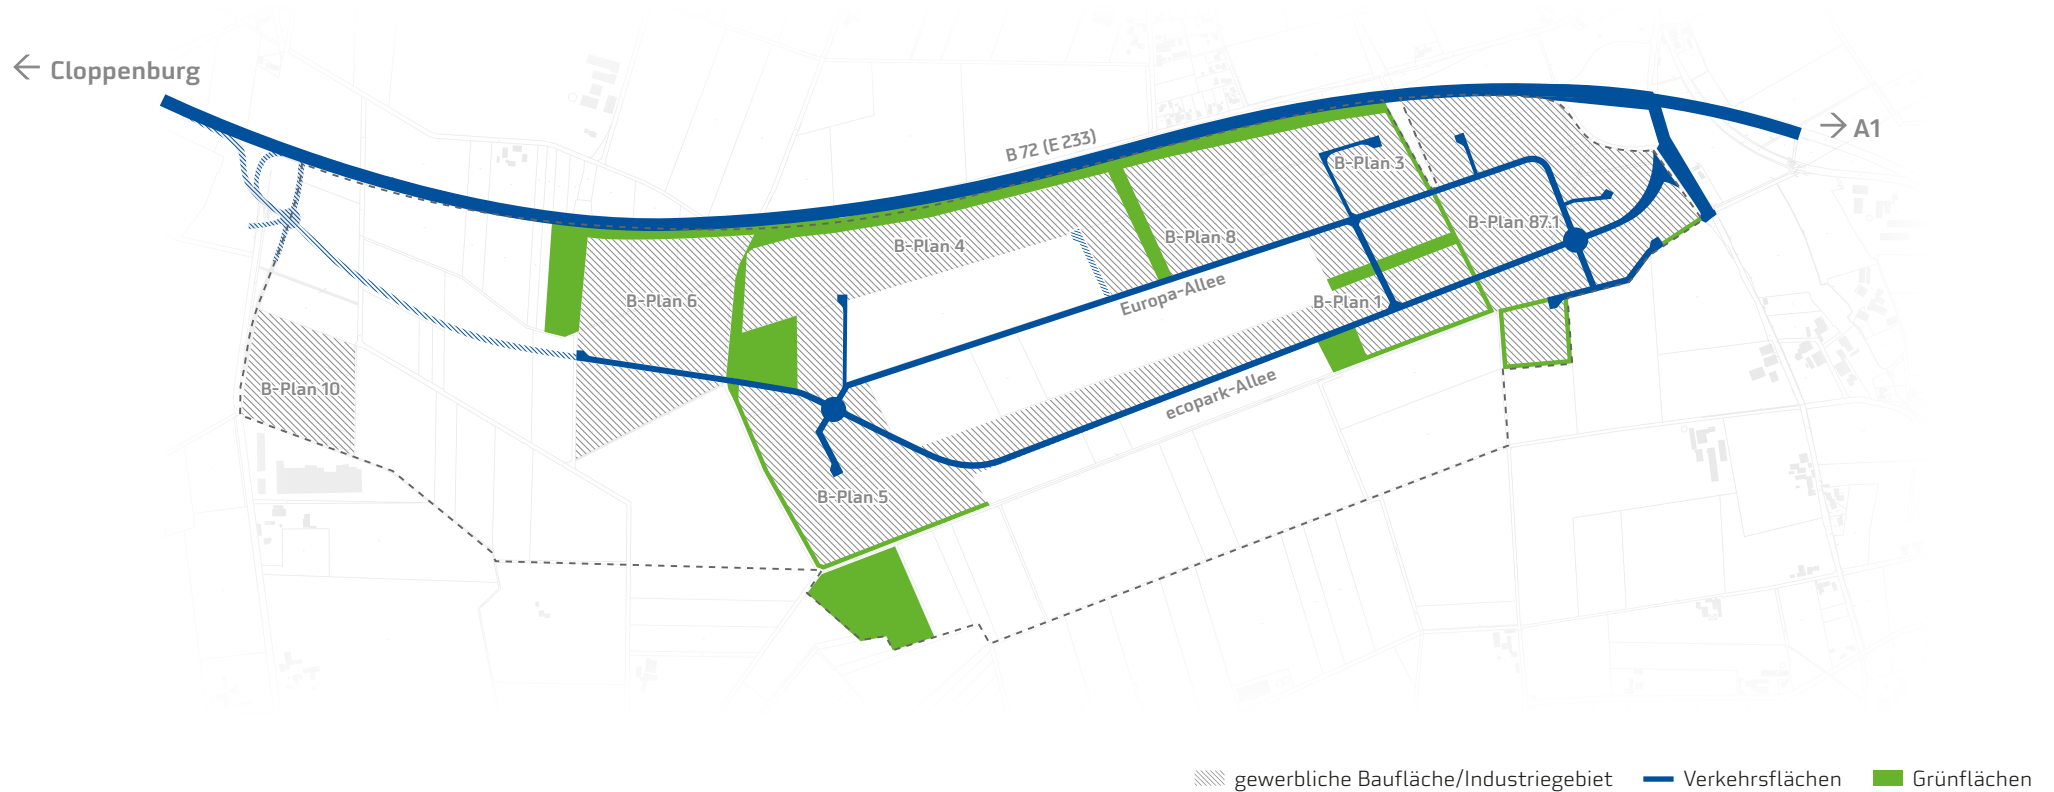 Cloppenburg
A1
B 72 (E 233)
B-Plan 3
B-Plan 87.1
B-Plan 8
B-Plan 4
B-Plan 6
Europa-Allee
B-Plan 1
B-Plan 10
ecopark-Allee
B-Plan 5
gewerbliche Baufläche/Industriegebiet
Verkehrsflächen
Grünflächen